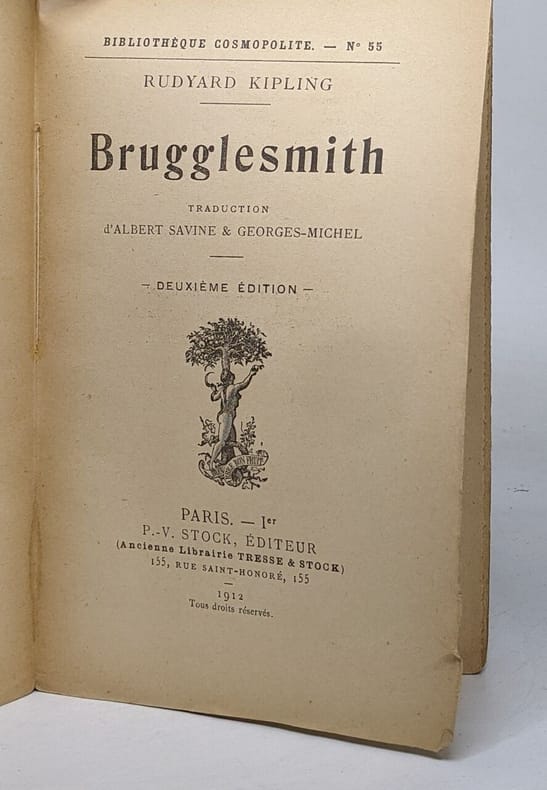 BIBLIOTHÈQUE COSMOPOLITE. — N° 55
RUDYARD KIPLING
Brugglesmith
TRADUCTION
d'ALBERT SAVINE & GEORGES-MICHEL
— DEUXIÈME ÉDITION —
PARIS. — Ier
P.-V. STOCK, ÉDITEUR
(Ancienne Librairie TRESSE & STOCK)
155, RUE SAINT-HONORÉ, 155
1912
Tous droits réservés.